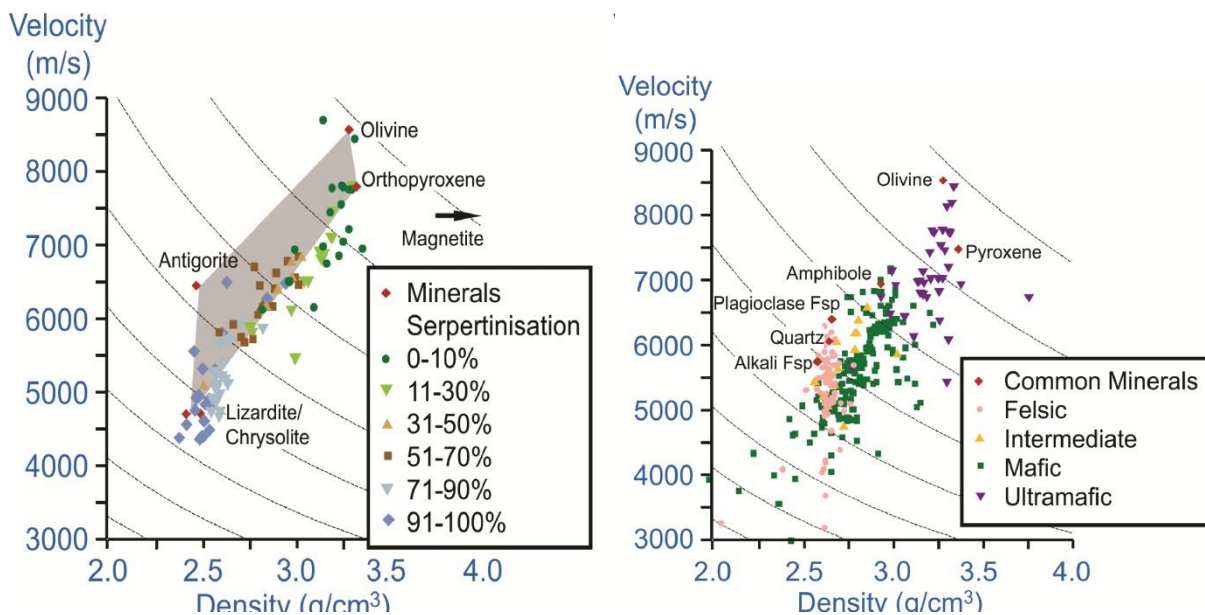 Velocity
(m/s)
9000
8000
7000
6000
5000
4000
3000
2.0
2.5
3.0
3.5
4.0
Density (g/cm³)
Olivine
Orthopyroxene
Magnetite
Antigorite
Lizardite/
Chrysolite
Minerals
Serpertinisation
0-10%
11-30%
31-50%
51-70%
71-90%
91-100%
Velocity
(m/s)
9000
8000
7000
6000
5000
4000
3000
2.0
2.5
3.0
3.5
4.0
Density (g/cm³)
Olivine
Pyroxene
Amphibole
Plagioclase Fsp
Quartz
Alkali Fsp
Common Minerals
Felsic
Intermediate
Mafic
Ultramafic